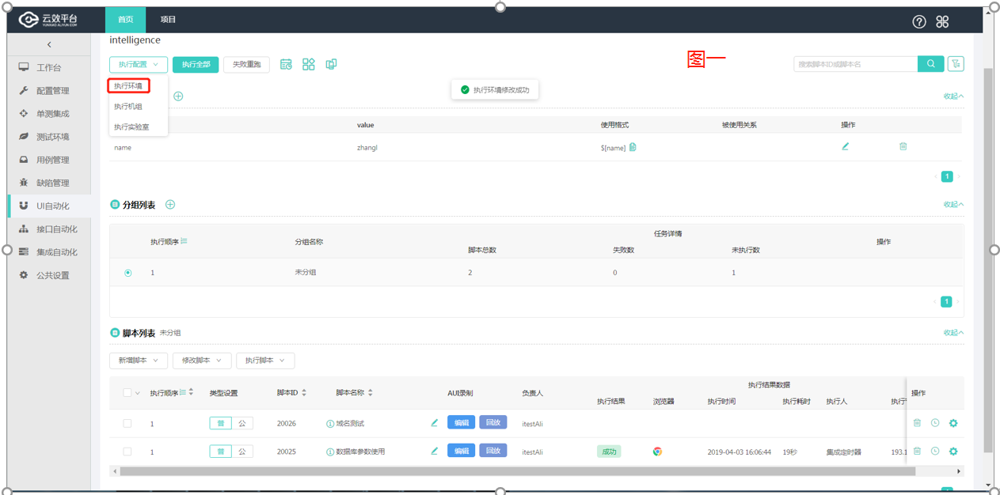 云效平台 首页 项目
YUNXIAO.ALIYUN.COM
intelligence
执行配置 执行全部 失败重跑 图一 搜索脚本ID或脚本名
执行环境
执行机组
执行实验室
执行环境修改成功
收起
工作台
配置管理
单测集成
测试环境
用例管理
缺陷管理
UI自动化
接口自动化
集成自动化
公共设置
value 使用格式 被使用关系 操作
name zhangl $[name]
1
分组列表 收起
执行顺序 分组名称 任务详情 操作
脚本总数 失败数 未执行数
1 未分组 2 0 1
1
脚本列表 未分组 收起
新增脚本 修改脚本 执行脚本
执行顺序 类型设置 脚本ID 脚本名称 AUI录制 负责人 执行结果数据 操作
执行结果 浏览器 执行时间 执行耗时 执行人
1 普 公 20026 域名测试 编辑 回放 itestAli
1 普 公 20025 数据库参数使用 编辑 回放 itestAli 成功 2019-04-03 16:06:44 19秒 集成定时器 193.1